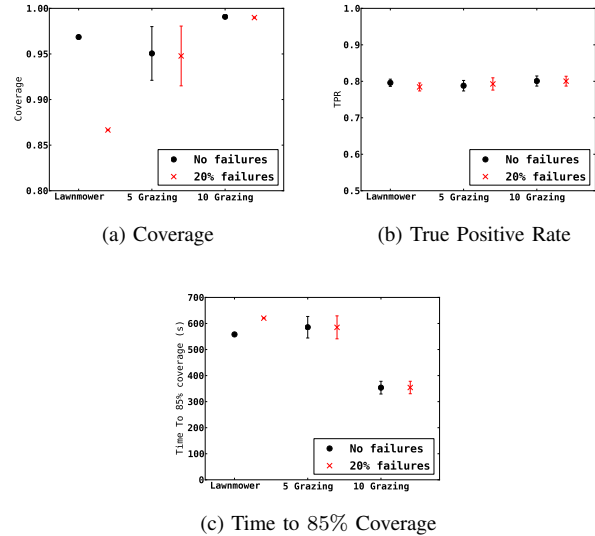 1.00
0.95
0.90
0.85
0.80
Coverage
No failures
20% failures
Lawnmower 5 Grazing 10 Grazing
(a) Coverage
1.0
0.9
0.8
0.7
0.6
0.5
TPR
No failures
20% failures
Lawnmower 5 Grazing 10 Grazing
(b) True Positive Rate
700
600
500
400
300
200
100
0
Time To 85% coverage (s)
No failures
20% failures
Lawnmower 5 Grazing 10 Grazing
(c) Time to 85% Coverage